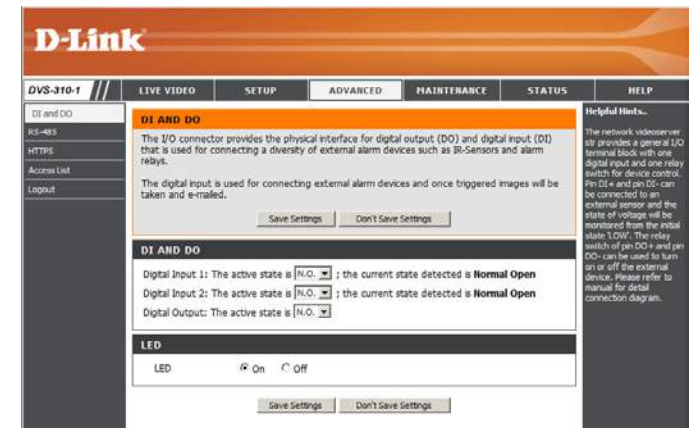 D-Link
DVS-310-1
LIVE VIDEO
SETUP
ADVANCED
MAINTENANCE
STATUS
HELP
DI and DO
RS-485
HTTPS
Access List
Logout
DI AND DO
The I/O connector provides the physical interface for digital output (DO) and digital input (DI)
that is used for connecting a diversity of external alarm devices such as IR-Sensors and alarm
relays.
The digital input is used for connecting external alarm devices and once triggered images will be
taken and e-mailed.
Save Settings
Don't Save Settings
DI AND DO
Digital Input 1: The active state is N.O. ; the current state detected is Normal Open
Digital Input 2: The active state is N.O. ; the current state detected is Normal Open
Digital Output: The active state is N.O.
LED
LED On Off
Save Settings
Don't Save Settings
Helpful Hints..
The network videoserver
str provides a general I/O
terminal block with one
digital input and one relay
switch for device control.
Pin DI+ and pin DI- can
be connected to an
external sensor and the
state of voltage will be
monitored from the initial
state 'LOW'. The relay
switch of pin DO+ and pin
DO- can be used to turn
on or off the external
device. Please refer to
manual for detail
connection diagram.